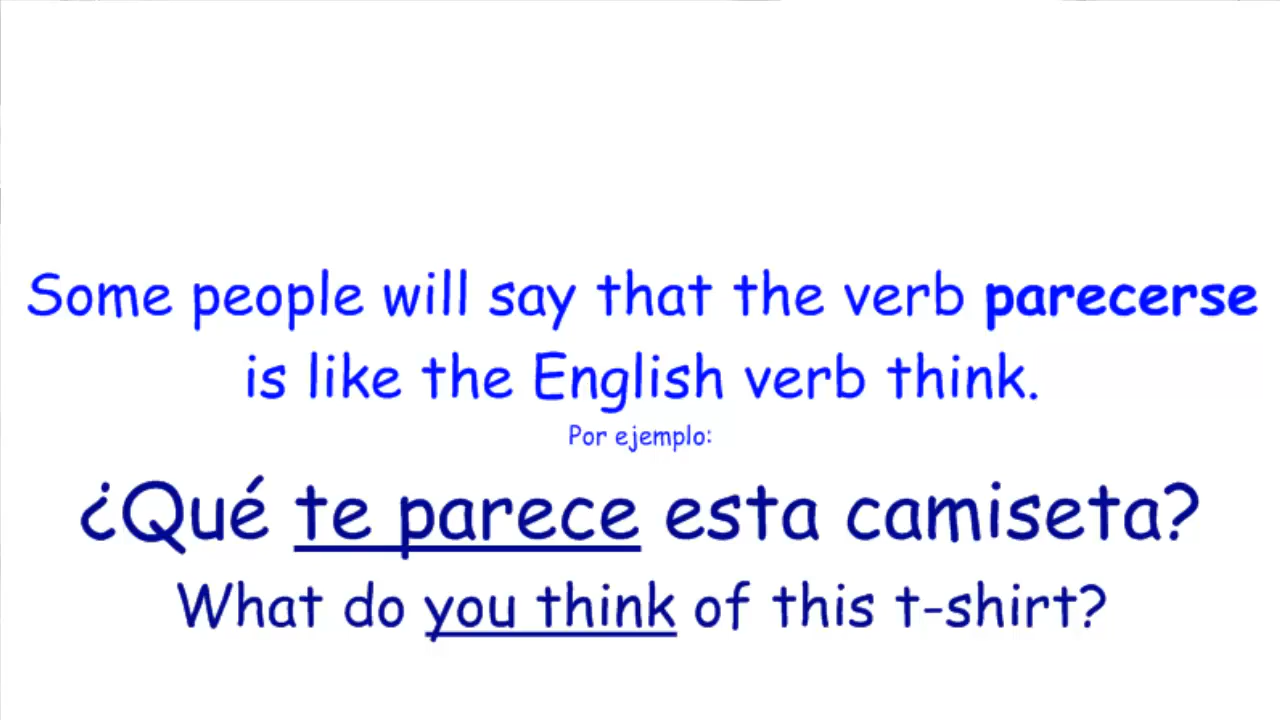 Some people will say that the verb parecerse
is like the English verb think.
Por ejemplo:
¿Qué te parece esta camiseta?
What do you think of this t-shirt?